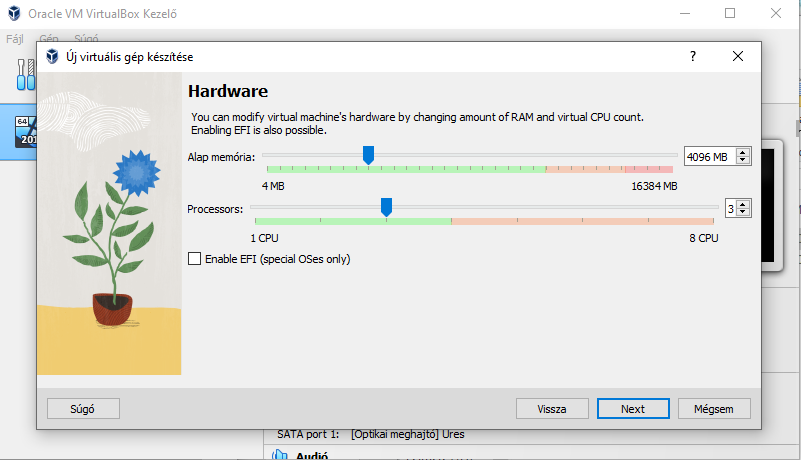 Oracle VM VirtualBox Kezelő
Fájl Gép Súgó
Új virtuális gép készítése
?
64
Hardware
You can modify virtual machine's hardware by changing amount of RAM and virtual CPU count.
Enabling EFI is also possible.
Alap memória:
4096 MB
4 MB 16384 MB
Processors:
3
1 CPU 8 CPU
Enable EFI (special OSes only)
Súgó Vissza Next Mégsem
SATA port 1: [Optikai meghajtó] Üres
Audió